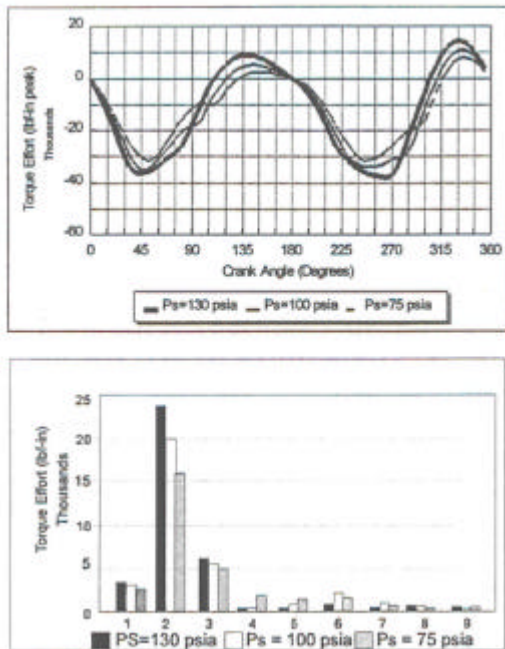 20
0
-20
-40
-60
Torque Effort (lbf-in peak)
Thousands
0 45 90 135 180 225 270 315 360
Crank Angle (Degrees)
Ps=130 psia Ps=100 psia Ps=75 psia
25
20
15
10
5
0
Torque Effort (lbf-in)
Thousands
1 2 3 4 5 6 7 8 9
PS=130 psia Ps = 100 psia Ps = 75 psia